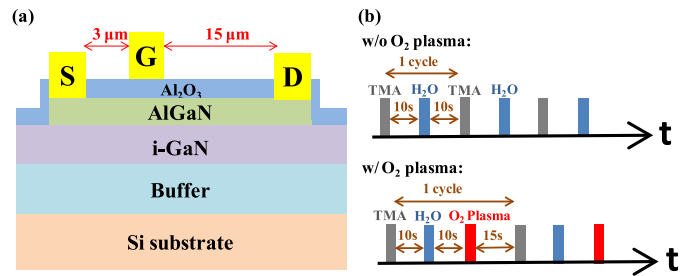 (a)
3 µm
15 µm
S
G
D
Al₂O₃
AlGaN
i-GaN
Buffer
Si substrate
(b)
w/o O₂ plasma:
1 cycle
TMA H₂O TMA H₂O
10s 10s
t
w/ O₂ plasma:
1 cycle
TMA H₂O O₂ Plasma
10s 10s 15s
t